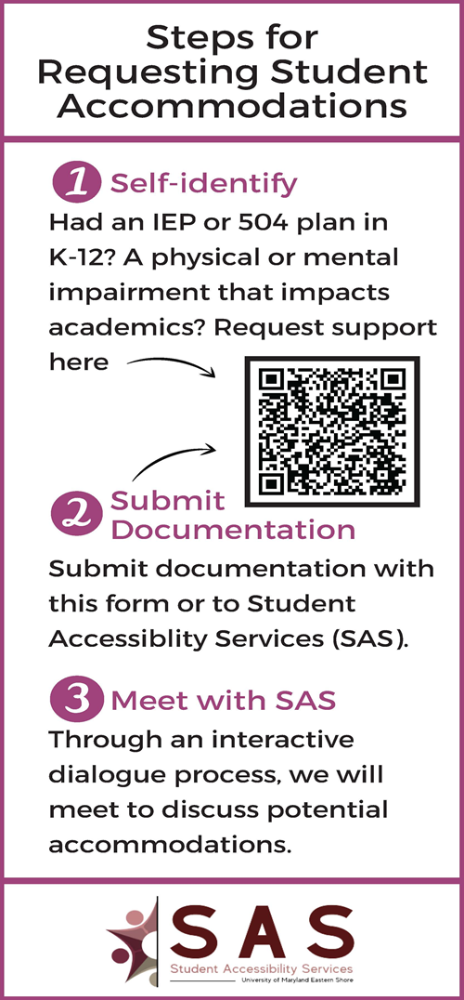 Steps for
Requesting Student
Accommodations
1 Self-identify
Had an IEP or 504 plan in
K-12? A physical or mental
impairment that impacts
academics? Request support
here
2 Submit
Documentation
Submit documentation with
this form or to Student
Accessiblity Services (SAS).
3 Meet with SAS
Through an interactive
dialogue process, we will
meet to discuss potential
accommodations.
SAS
Student Accessibility Services
University of Maryland Eastern Shore